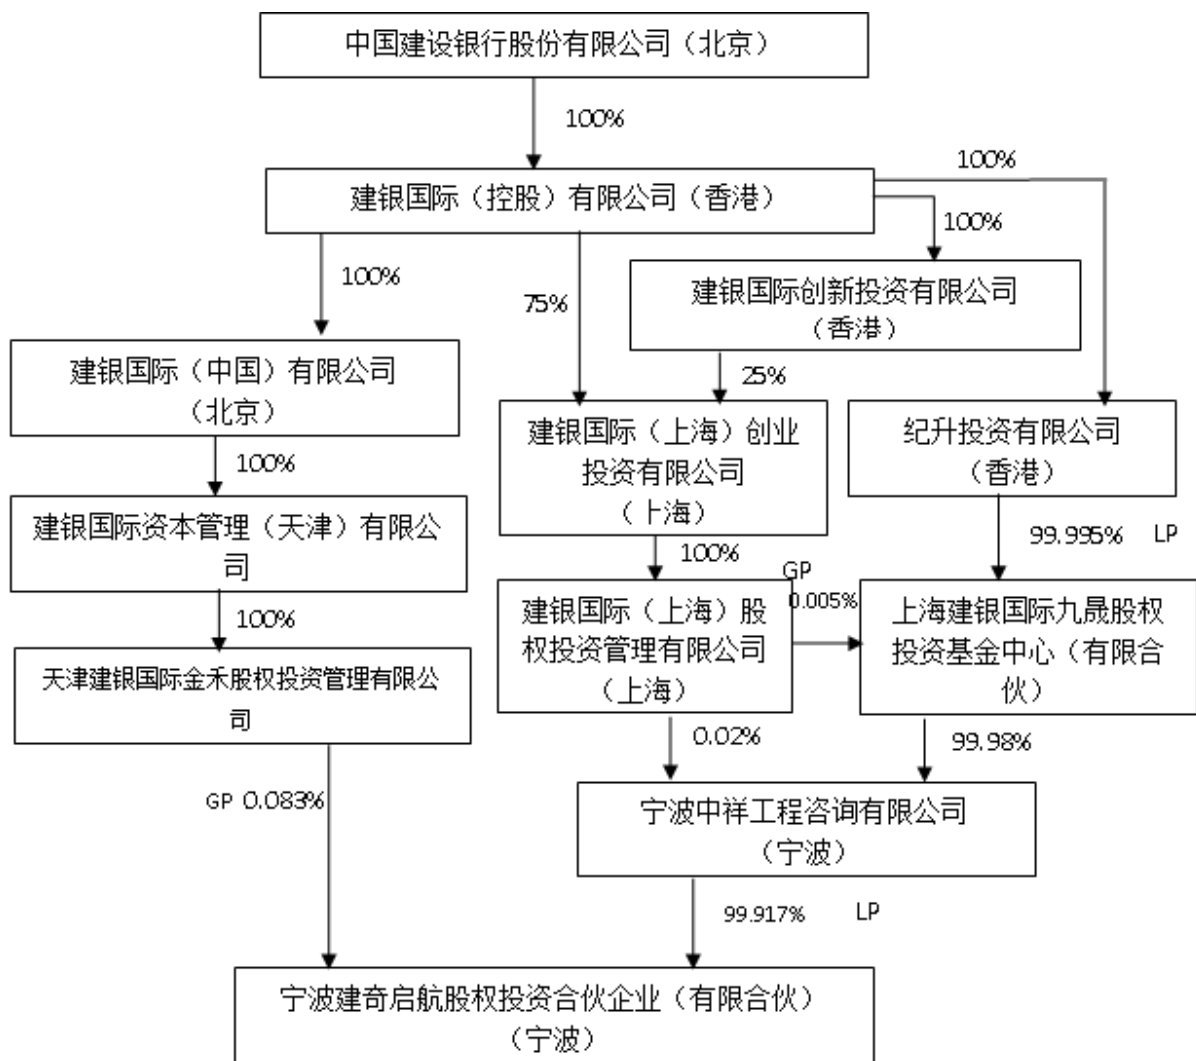 中国建设银行股份有限公司（北京）
100%
100%
建银国际（控股）有限公司（香港）
100%
100%
75%
建银国际创新投资有限公司
（香港）
建银国际（中国）有限公司
（北京）
25%
建银国际（上海）创业
投资有限公司
（上海）
纪升投资有限公司
（香港）
100%
建银国际资本管理（天津）有限公
司
100%
99.995% LP
GP
0.005%
100%
建银国际（上海）股
权投资管理有限公司
（上海）
上海建银国际九晟股权
投资基金中心（有限合
伙）
天津建银国际金禾股权投资管理有限公
司
0.02%
99.98%
GP 0.083%
宁波中祥工程咨询有限公司
（宁波）
99.917% LP
宁波建奇启航股权投资合伙企业（有限合伙）
（宁波）